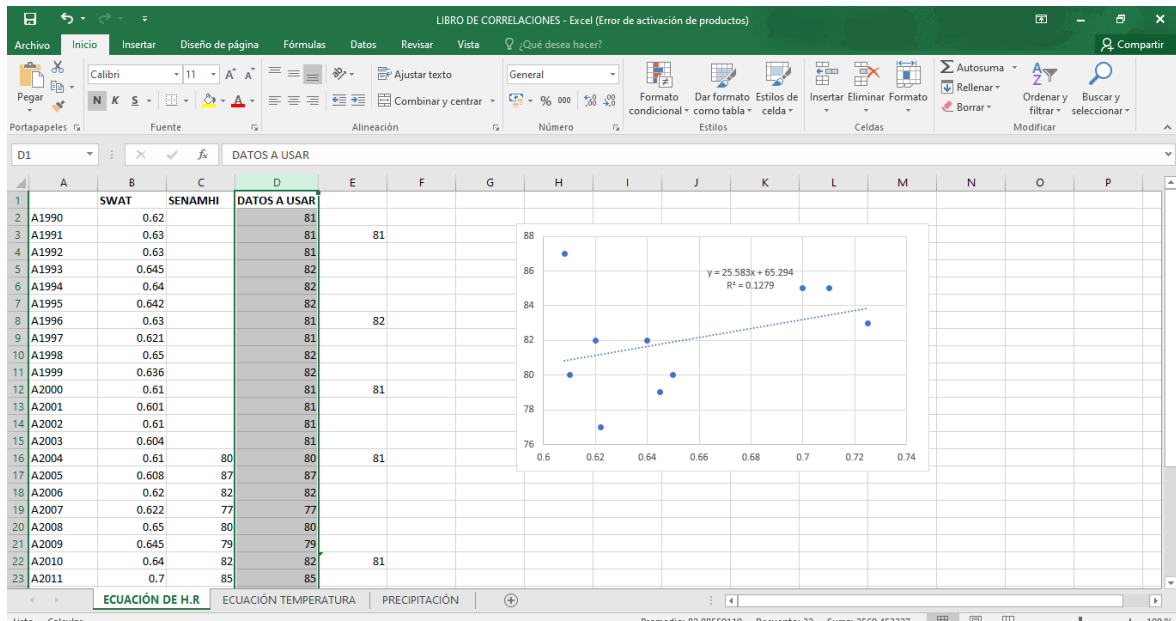 LIBRO DE CORRELACIONES - Excel (Error de activación de productos)
Archivo Inicio Insertar Diseño de página Fórmulas Datos Revisar Vista ¿Qué desea hacer? Compartir
Pegar
Calibri 11 A A
N K S A
Ajustar texto
Combinar y centrar
General
% 000
Formato condicional
Dar formato como tabla
Estilos de celda
Insertar Eliminar Formato
Autosuma
Rellenar
Borrar
Ordenar y filtrar
Buscar y seleccionar
Portapapeles Fuente Alineación Número Estilos Celdas Modificar
D1 fx DATOS A USAR
A B C D E F G H I J K L M N O P
1 SWAT SENAMHI DATOS A USAR
2 A1990 0.62 81
3 A1991 0.63 81 81
4 A1992 0.63 81
5 A1993 0.645 82
6 A1994 0.64 82
7 A1995 0.642 82
8 A1996 0.63 81 82
9 A1997 0.621 81
10 A1998 0.65 82
11 A1999 0.636 82
12 A2000 0.61 81 81
13 A2001 0.601 81
14 A2002 0.61 81
15 A2003 0.604 81
16 A2004 0.61 80 80 81
17 A2005 0.608 87 87
18 A2006 0.62 82 82
19 A2007 0.622 77 77
20 A2008 0.65 80 80
21 A2009 0.645 79 79
22 A2010 0.64 82 82 81
23 A2011 0.7 85 85
88
86
84
82
80
78
76
y = 25.583x + 65.294
R² = 0.1279
0.6 0.62 0.64 0.66 0.68 0.7 0.72 0.74
ECUACIÓN DE H.R ECUACIÓN TEMPERATURA PRECIPITACIÓN